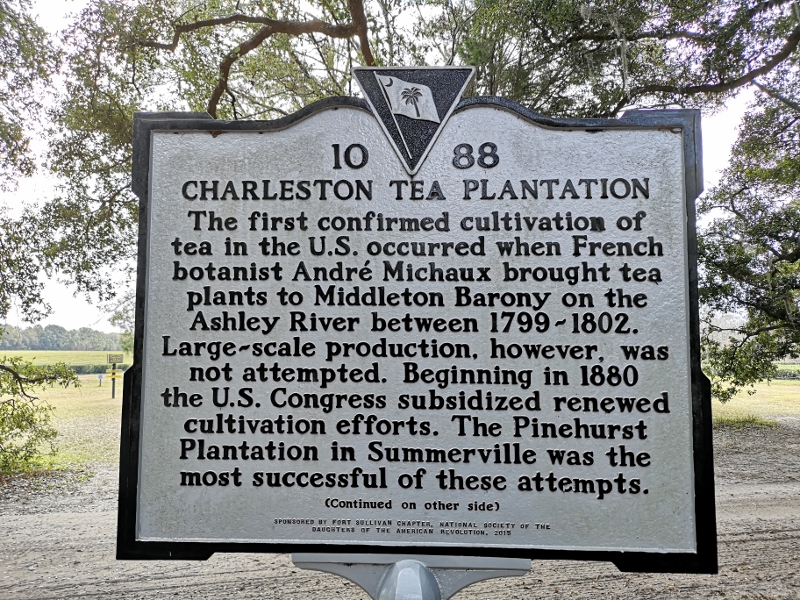 10 88
CHARLESTON TEA PLANTATION
The first confirmed cultivation of
tea in the U.S. occurred when French
botanist André Michaux brought tea
plants to Middleton Barony on the
Ashley River between 1799~1802.
Large~scale production, however, was
not attempted. Beginning in 1880
the U.S. Congress subsidized renewed
cultivation efforts. The Pinehurst
Plantation in Summerville was the
most successful of these attempts.
(Continued on other side)
SPONSORED BY FORT SULLIVAN CHAPTER, NATIONAL SOCIETY OF THE
DAUGHTERS OF THE AMERICAN REVOLUTION, 2015